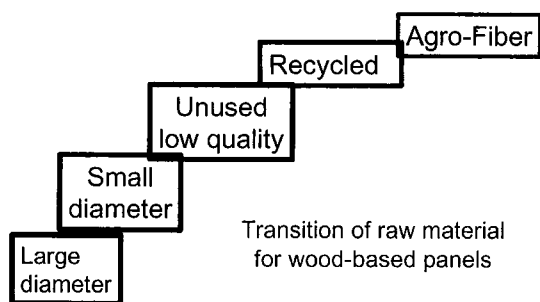 Agro-Fiber
Recycled
Unused
low quality
Small
diameter
Large
diameter
Transition of raw material
for wood-based panels